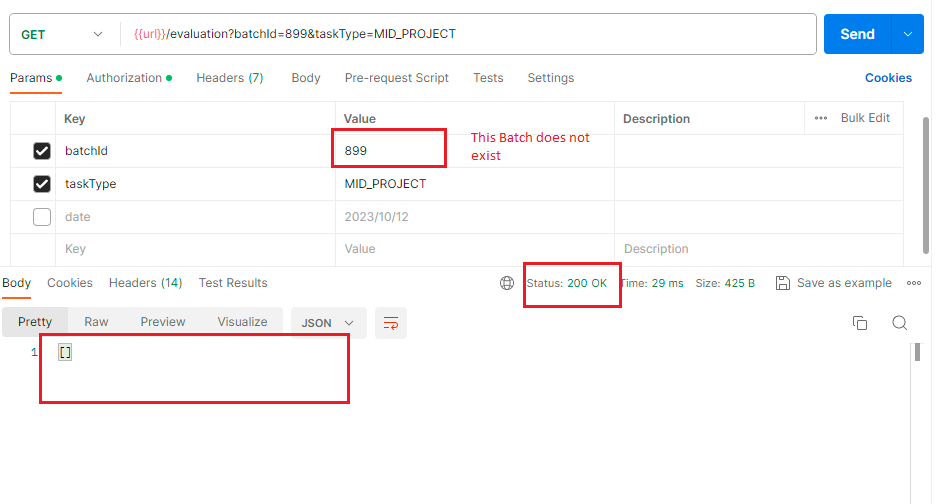 GET {{url}}/evaluation?batchId=899&taskType=MID_PROJECT Send
Params Authorization Headers (7) Body Pre-request Script Tests Settings Cookies
Key Value Description Bulk Edit
batchId 899 This Batch does not
exist
taskType MID_PROJECT
date 2023/10/12
Key Value Description
Body Cookies Headers (14) Test Results Status: 200 OK Time: 29 ms Size: 425 B Save as example
Pretty Raw Preview Visualize JSON
1 []